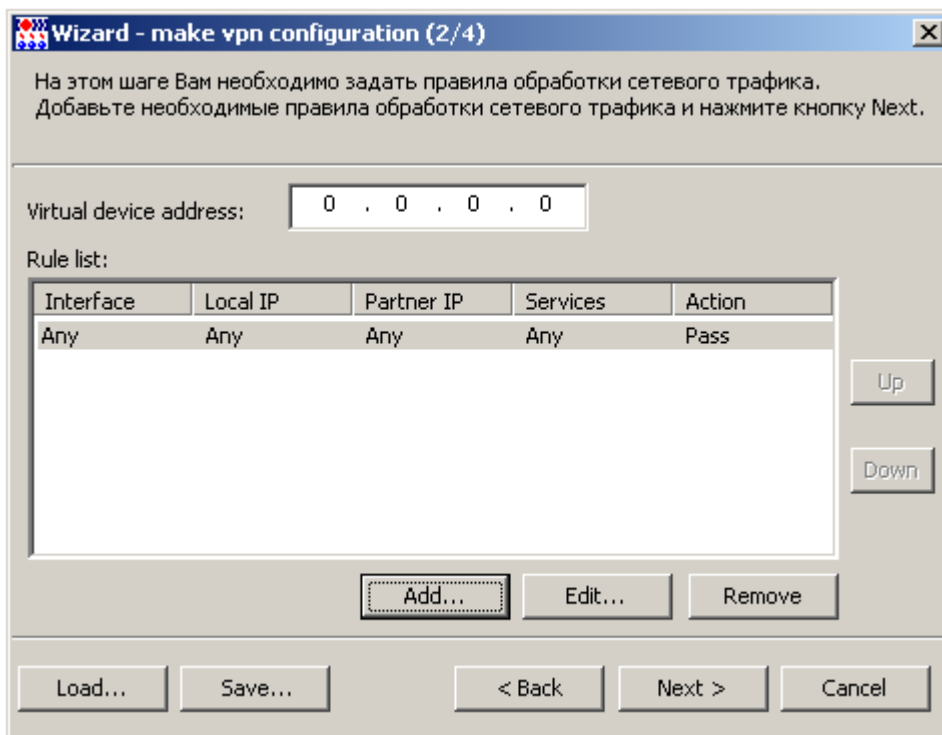 Wizard - make vpn configuration (2/4)
На этом шаге Вам необходимо задать правила обработки сетевого трафика.
Добавьте необходимые правила обработки сетевого трафика и нажмите кнопку Next.
Virtual device address: 0 . 0 . 0 . 0
Rule list:
Interface Local IP Partner IP Services Action
Any Any Any Any Pass
Up
Down
Add... Edit... Remove
Load... Save... < Back Next > Cancel